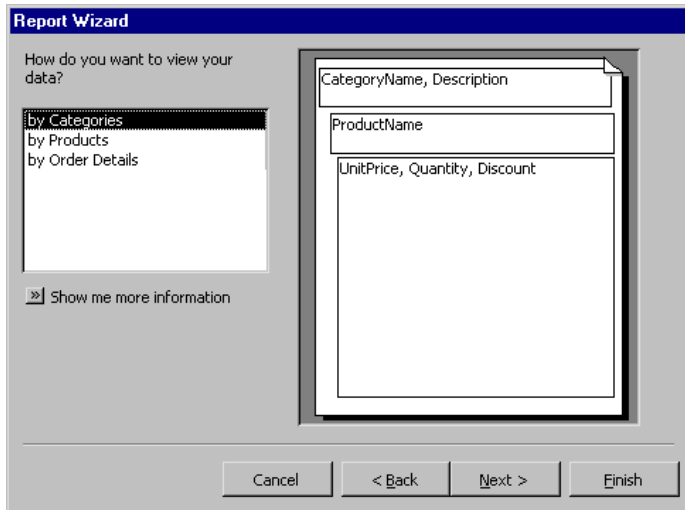 Report Wizard
How do you want to view your
data?
by Categories
by Products
by Order Details
» Show me more information
CategoryName, Description
ProductName
UnitPrice, Quantity, Discount
Cancel
< Back
Next >
Finish